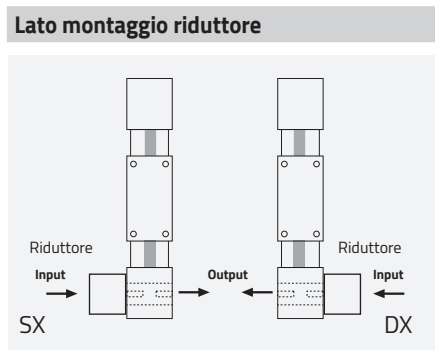 Lato montaggio riduttore
Riduttore
Riduttore
Input
Output
Input
SX
DX